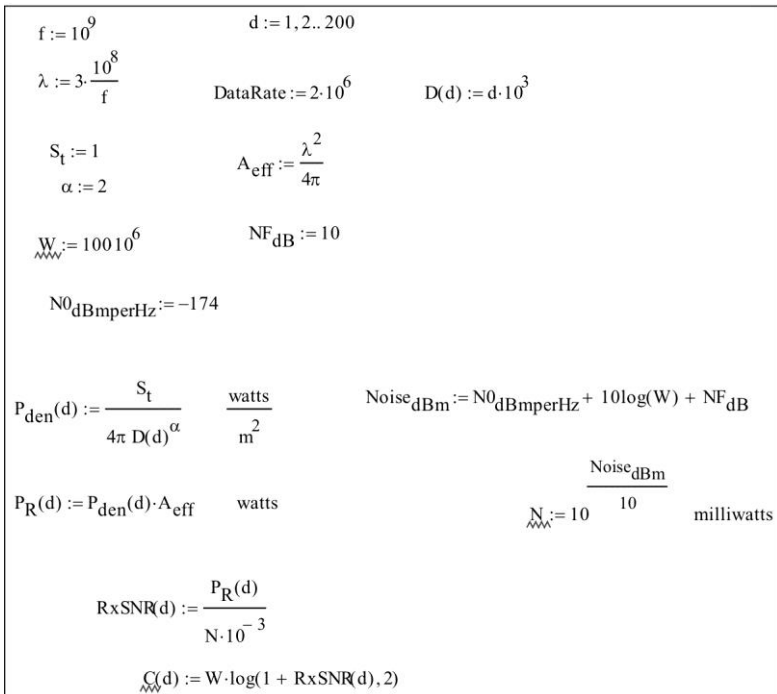 f := 10^9    d := 1, 2.. 200
λ := 3·10^8/f    DataRate := 2·10^6    D(d) := d·10^3
S_t := 1    A_eff := λ^2/4π
α := 2
W := 100 10^6    NF_dB := 10
N0_dBmperHz := −174
P_den(d) := S_t/(4π D(d)^α)    watts/m^2    Noise_dBm := N0_dBmperHz + 10log(W) + NF_dB
P_R(d) := P_den(d)·A_eff    watts    N := 10^(Noise_dBm/10)    milliwatts
RxSNR(d) := P_R(d)/(N·10^−3)
C(d) := W·log(1 + RxSNR(d), 2)